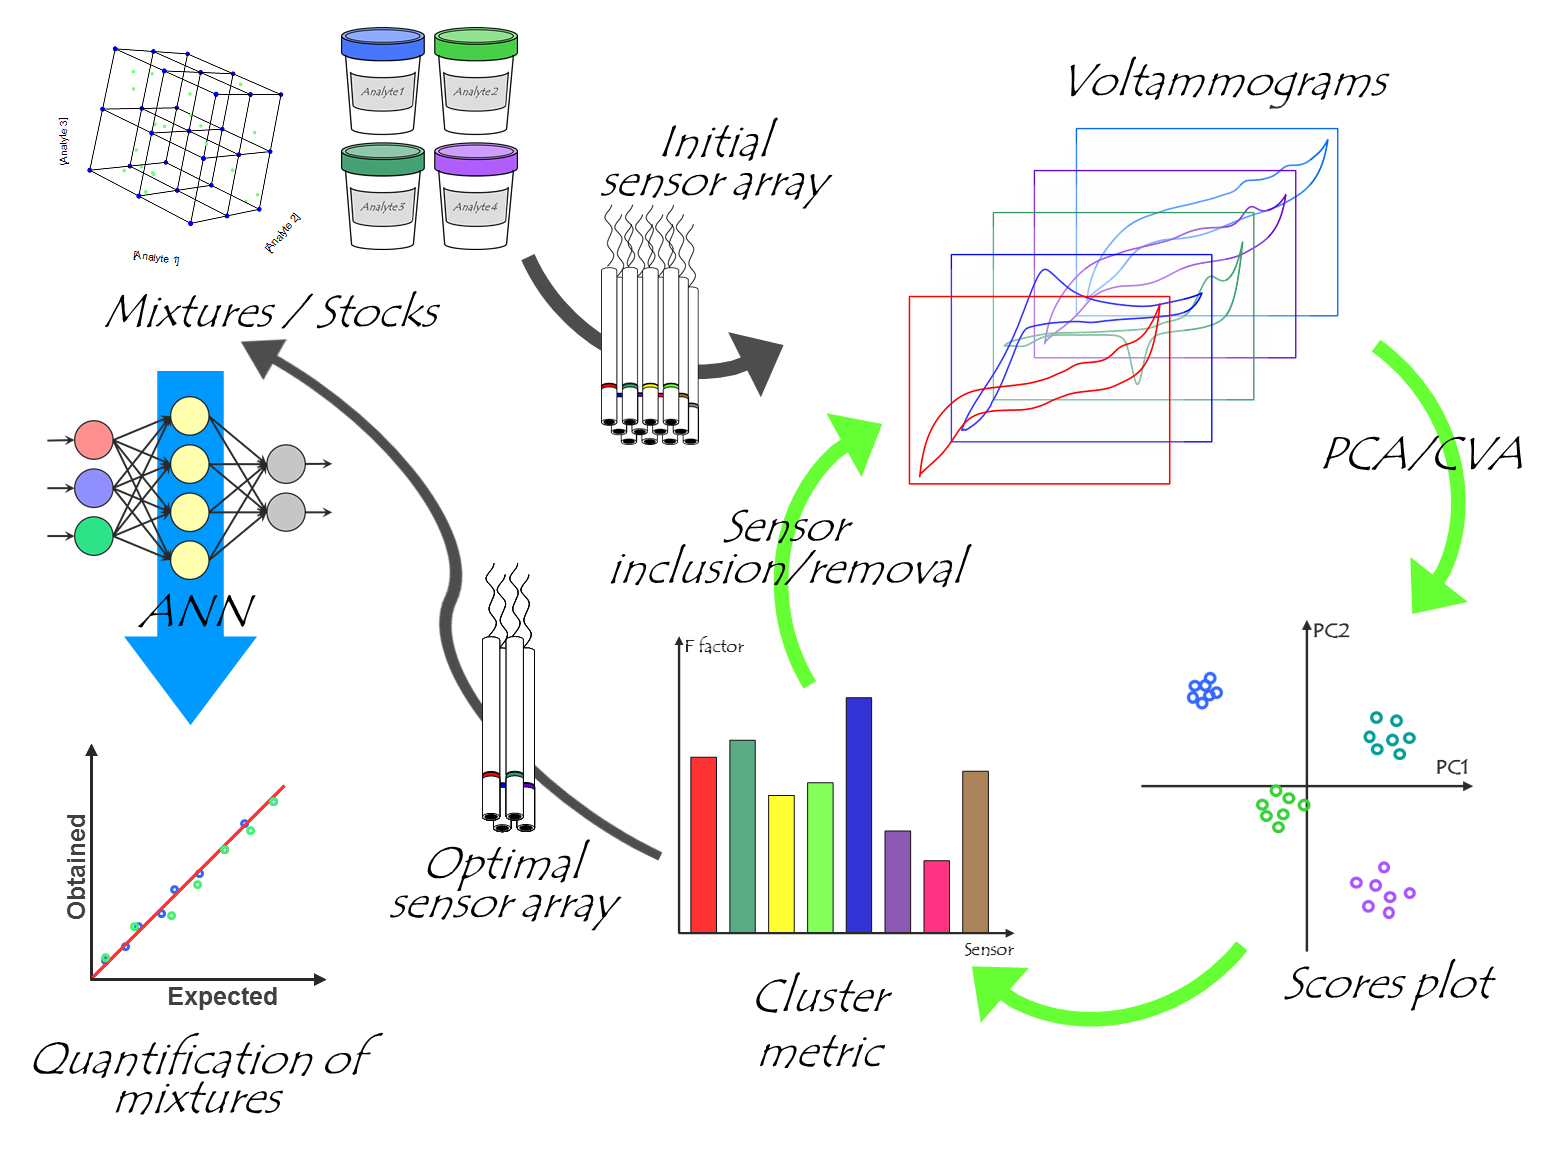 [Analyte 3]
[Analyte 1]
[Analyte 2]
Analyte1
Analyte2
Analyte3
Analyte4
Mixtures / Stocks
Initial
sensor array
Voltammograms
PCA/CVA
Sensor
inclusion/removal
ANN
F factor
Sensor
PC2
PC1
Optimal
sensor array
Cluster
metric
Scores plot
Obtained
Expected
Quantification of
mixtures